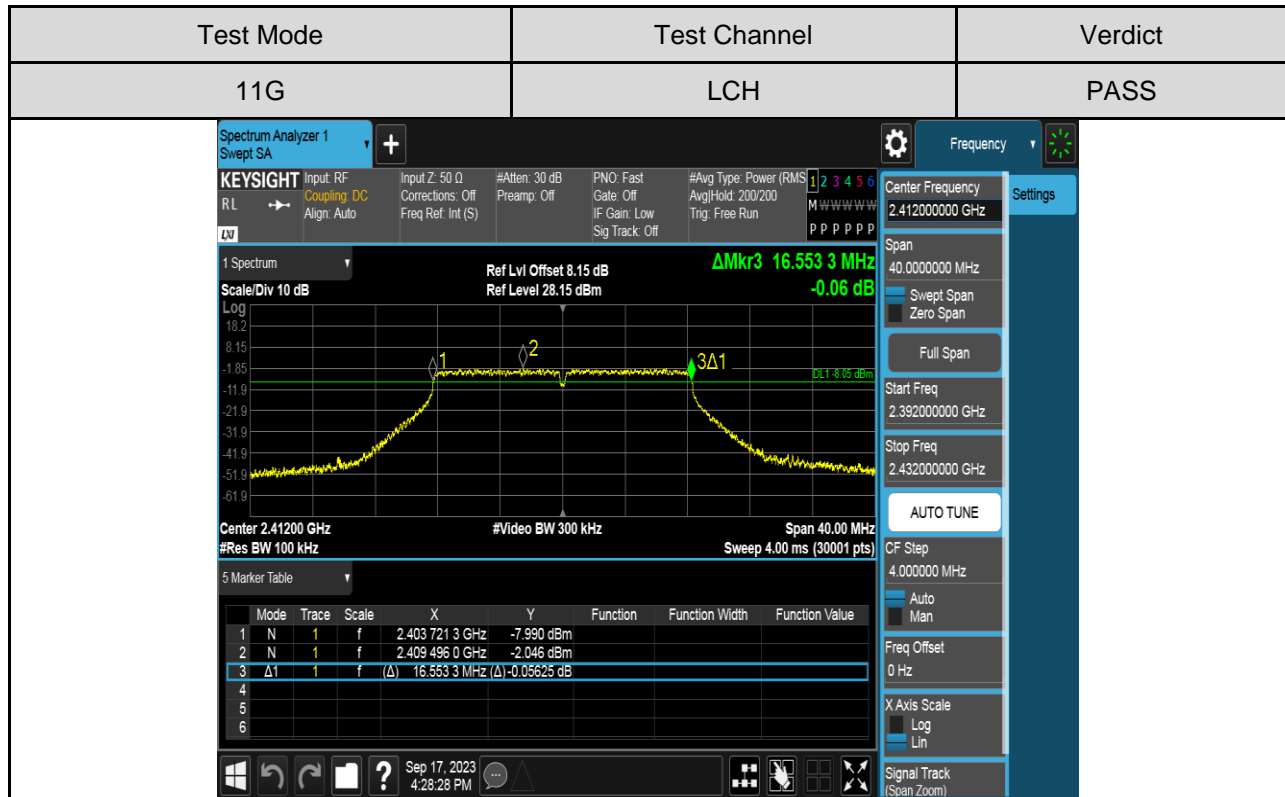 Test Mode Test Channel Verdict
11G LCH PASS
Spectrum Analyzer 1
Swept SA
+
Frequency
KEYSIGHT Input: RF Input Z: 50 Ω #Atten: 30 dB PNO: Fast #Avg Type: Power (RMS 1 2 3 4 5 6
RL Coupling: DC Corrections: Off Preamp: Off Gate: Off Avg|Hold: 200/200 M W W W W W
Align: Auto Freq Ref: Int (S) IF Gain: Low Trig: Free Run
LXI Sig Track: Off P P P P P P
1 Spectrum
Ref Lvl Offset 8.15 dB ΔMkr3 16.553 3 MHz
Scale/Div 10 dB Ref Level 28.15 dBm -0.06 dB
Log
18.2
8.15
-1.85
-11.9
-21.9
-31.9
-41.9
-51.9
-61.9
1 2 3Δ1
DL1 -8.05 dBm
Center 2.41200 GHz #Video BW 300 kHz Span 40.00 MHz
#Res BW 100 kHz Sweep 4.00 ms (30001 pts)
5 Marker Table
Mode Trace Scale X Y Function Function Width Function Value
1 N 1 f 2.403 721 3 GHz -7.990 dBm
2 N 1 f 2.409 496 0 GHz -2.046 dBm
3 Δ1 1 f (Δ) 16.553 3 MHz (Δ) -0.05625 dB
4
5
6
?
Sep 17, 2023
4:28:28 PM
Center Frequency
2.412000000 GHz
Settings
Span
40.0000000 MHz
Swept Span
Zero Span
Full Span
Start Freq
2.392000000 GHz
Stop Freq
2.432000000 GHz
AUTO TUNE
CF Step
4.000000 MHz
Auto
Man
Freq Offset
0 Hz
X Axis Scale
Log
Lin
Signal Track
(Span Zoom)